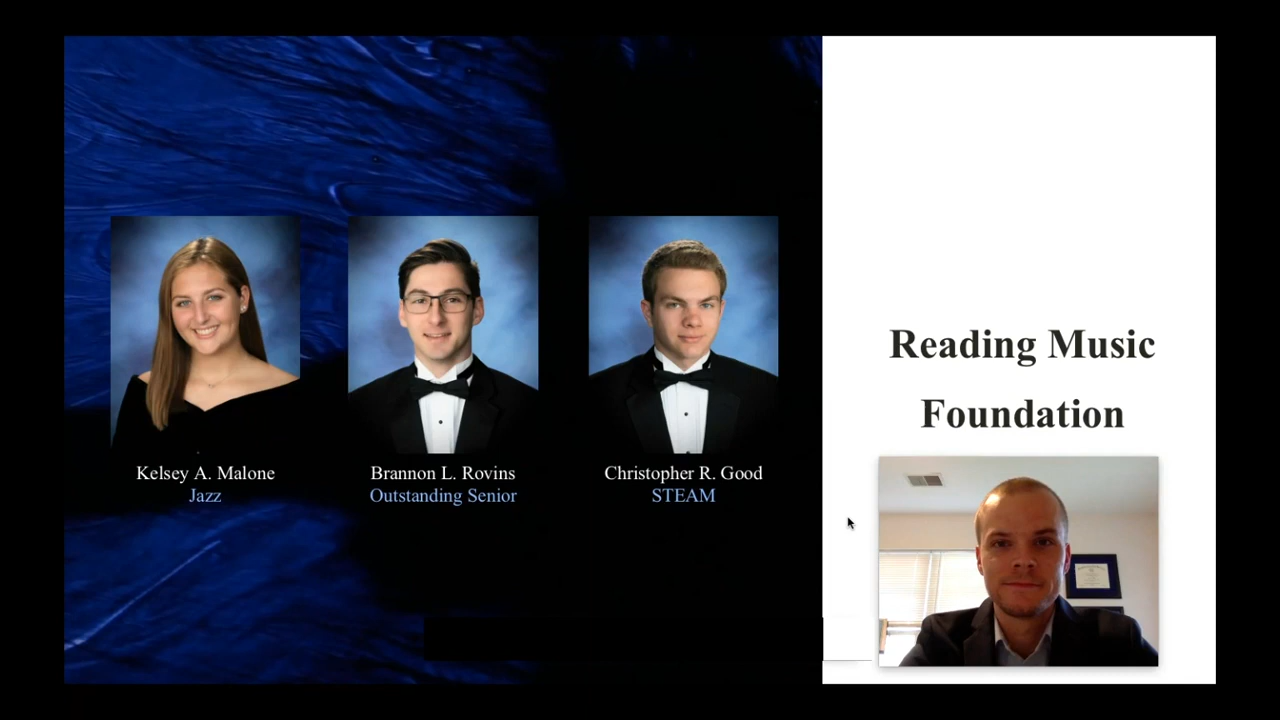 Kelsey A. Malone
Jazz
Brannon L. Rovins
Outstanding Senior
Christopher R. Good
STEAM
Reading Music
Foundation